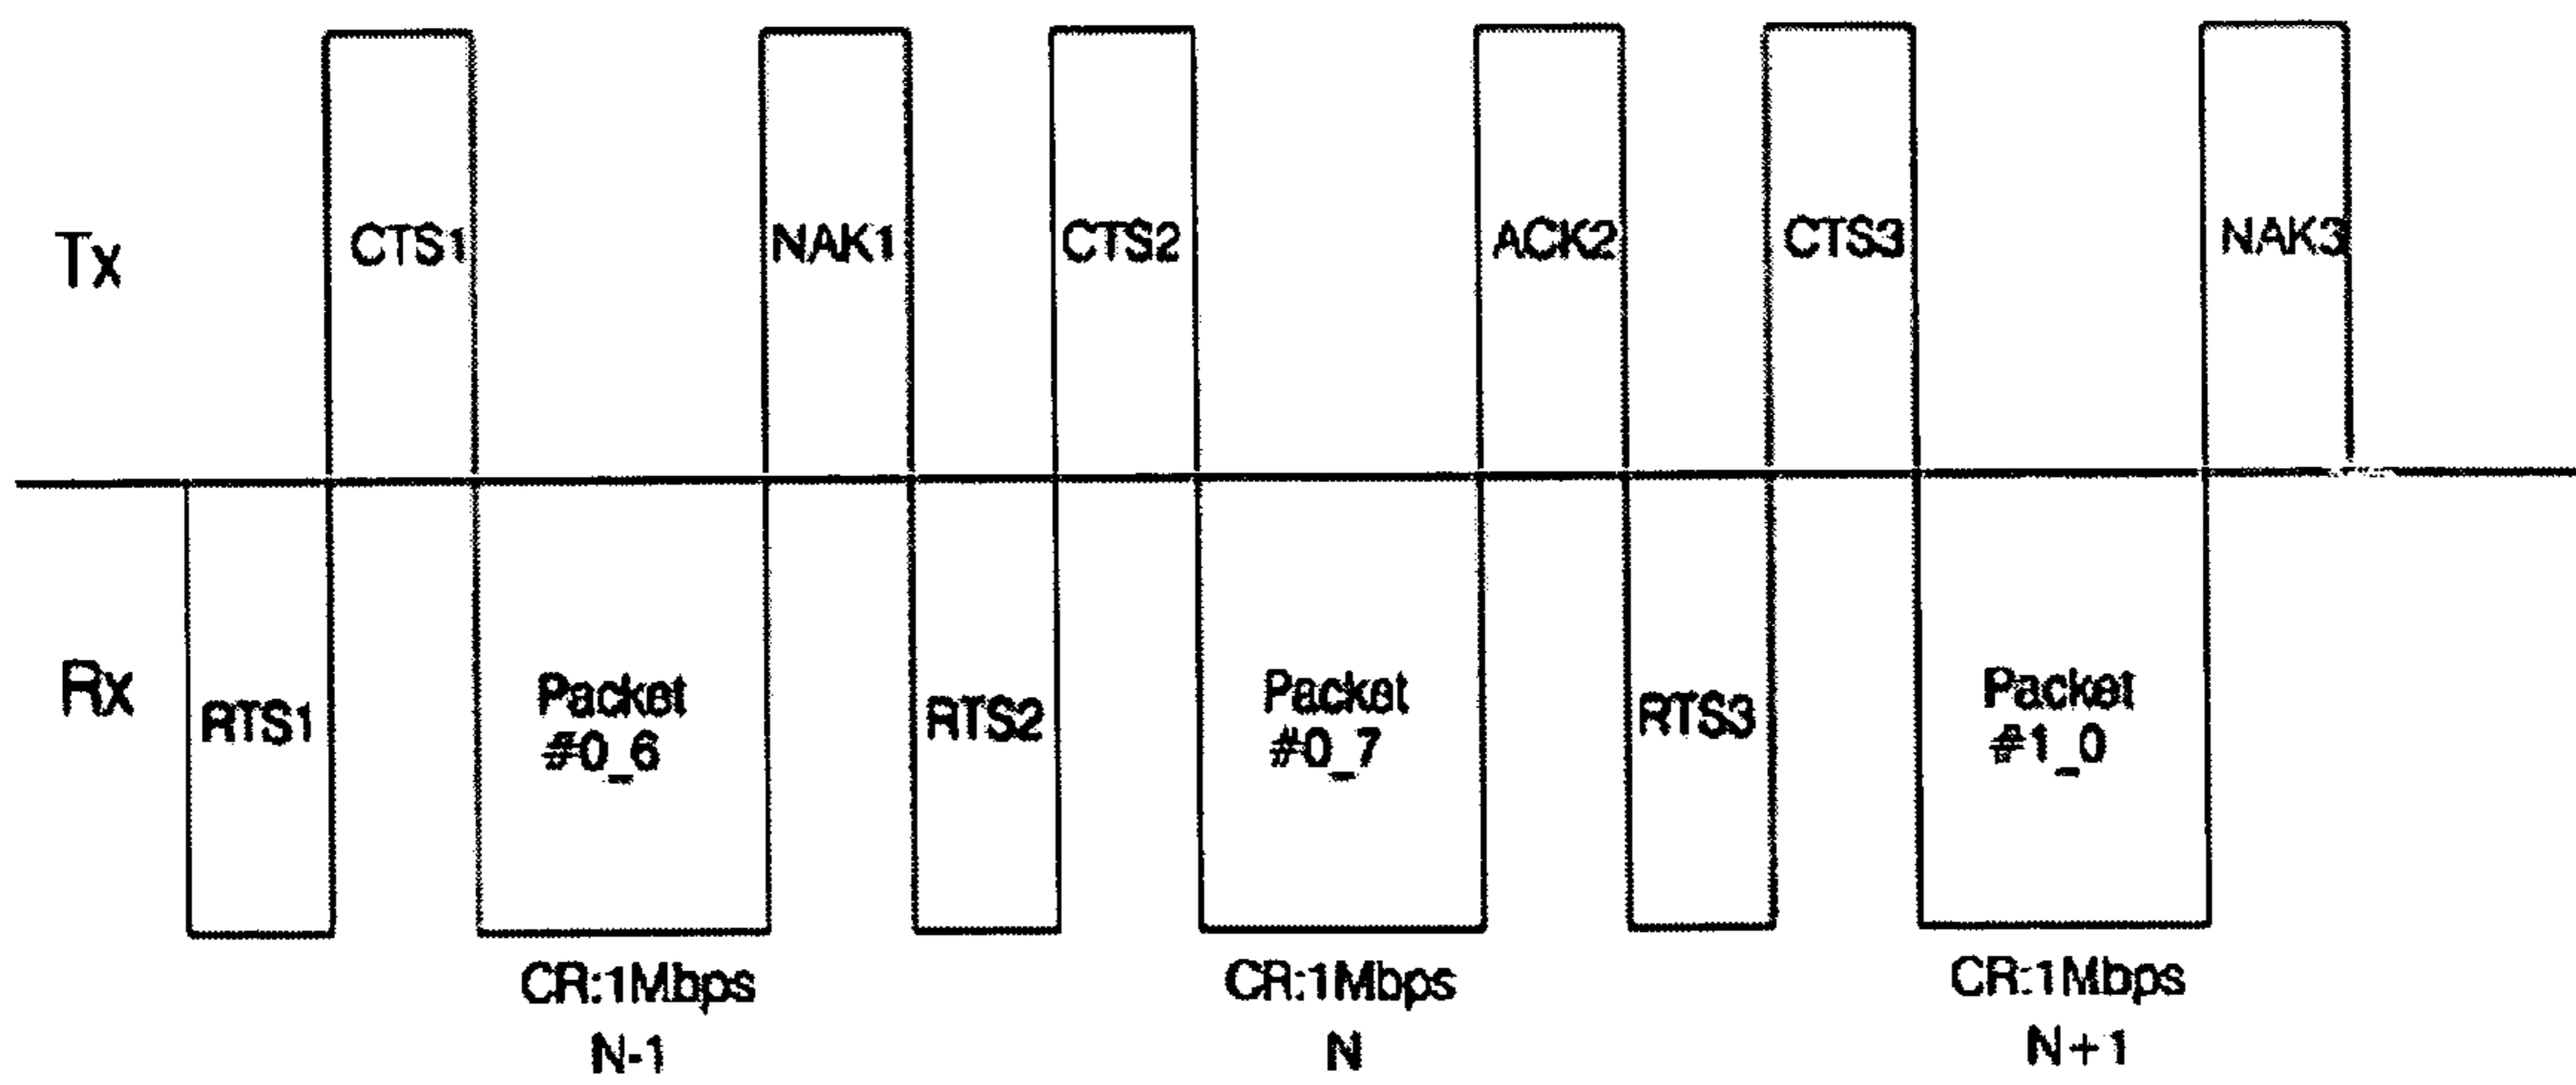 Tx
CTS1
NAK1
CTS2
ACK2
CTS3
NAK3
Rx
RTS1
Packet
#0_6
RTS2
Packet
#0_7
RTS3
Packet
#1_0
CR:1Mbps
CR:1Mbps
CR:1Mbps
N-1
N
N+1